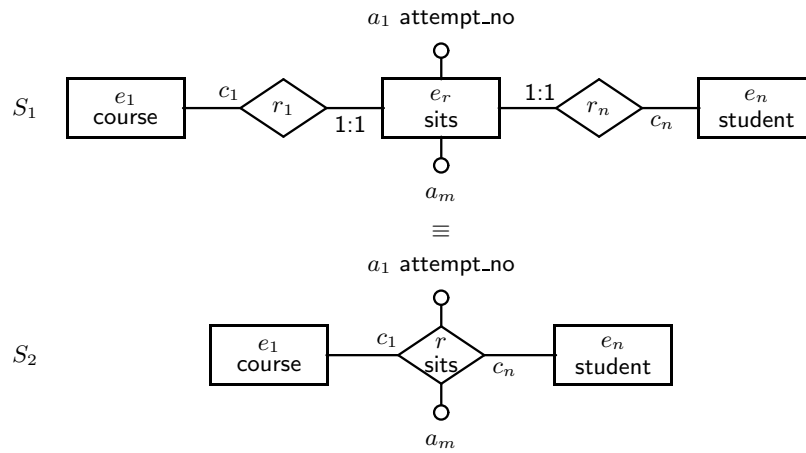 a₁ attempt_no
S₁
e₁
course
c₁
r₁
1:1
eᵣ
sits
1:1
rₙ
cₙ
eₙ
student
aₘ
≡
a₁ attempt_no
S₂
e₁
course
c₁
r
sits
cₙ
eₙ
student
aₘ